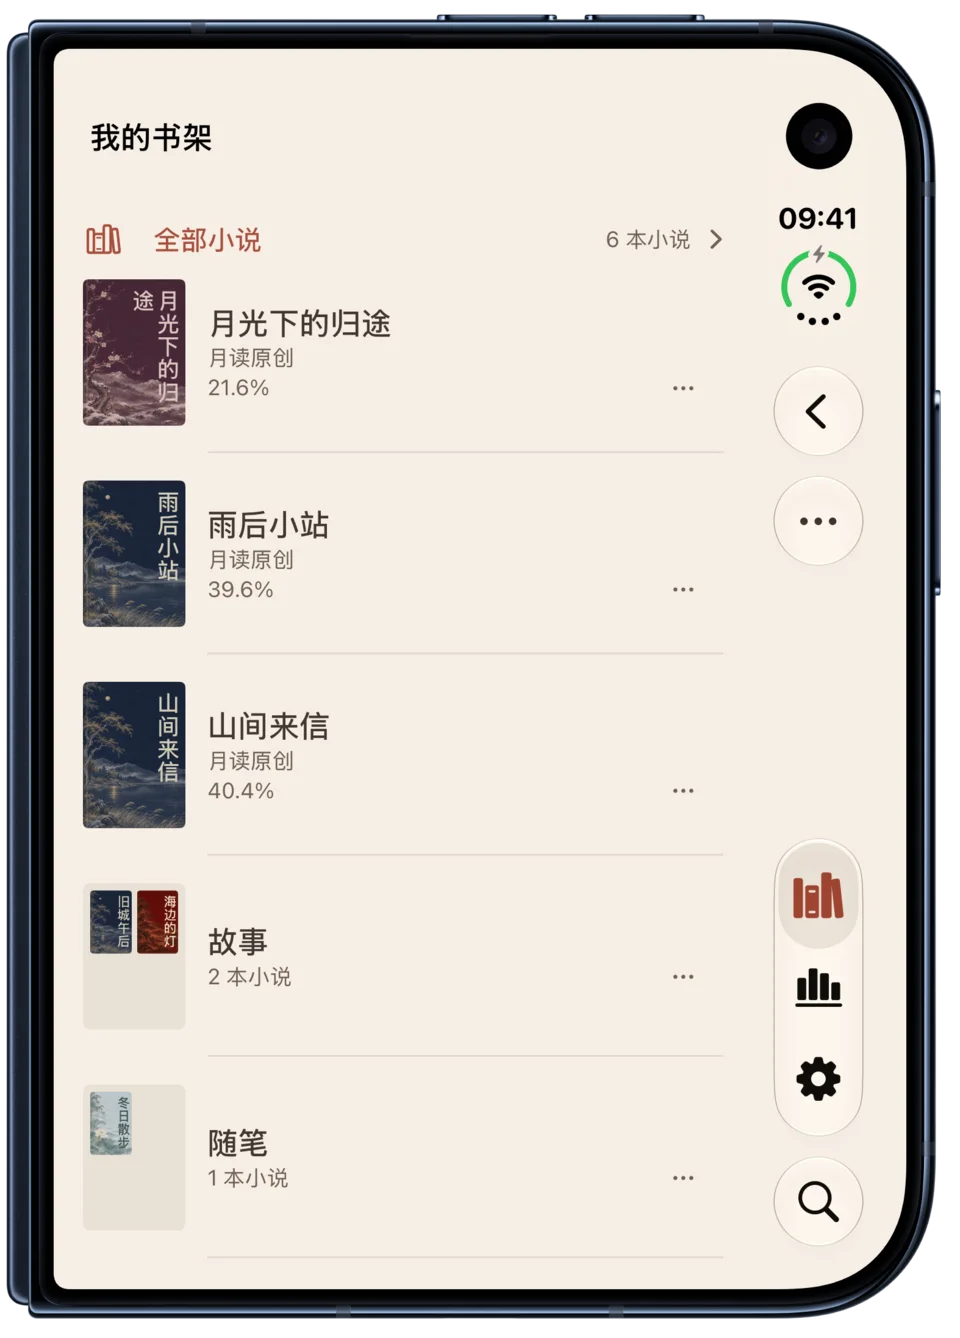 我的书架
09:41
全部小说
6 本小说
月光下的归途
月光下的归途
月读原创
21.6%
雨后小站
雨后小站
月读原创
39.6%
山间来信
山间来信
月读原创
40.4%
旧城午后
海边的灯
故事
2 本小说
冬日散步
随笔
1 本小说